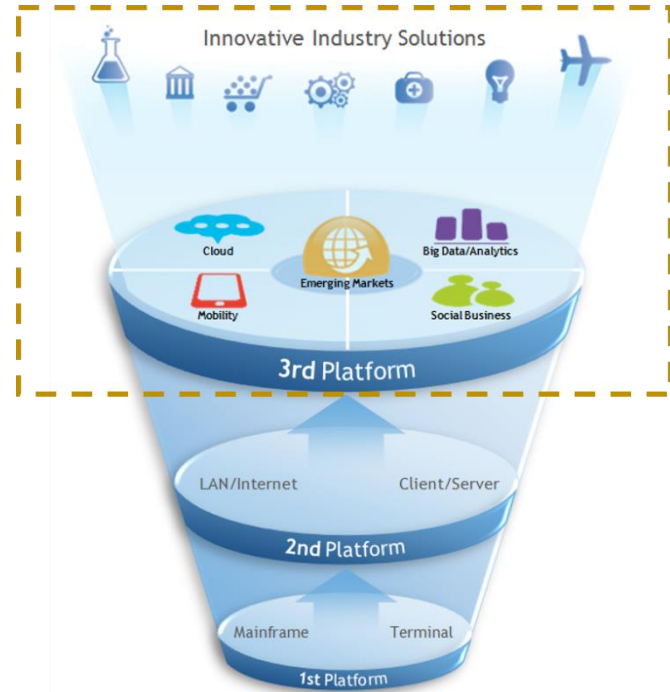 Innovative Industry Solutions
Cloud
Big Data/Analytics
Emerging Markets
Mobility
Social Business
3rd Platform
LAN/Internet
Client/Server
2nd Platform
Mainframe
Terminal
1st Platform